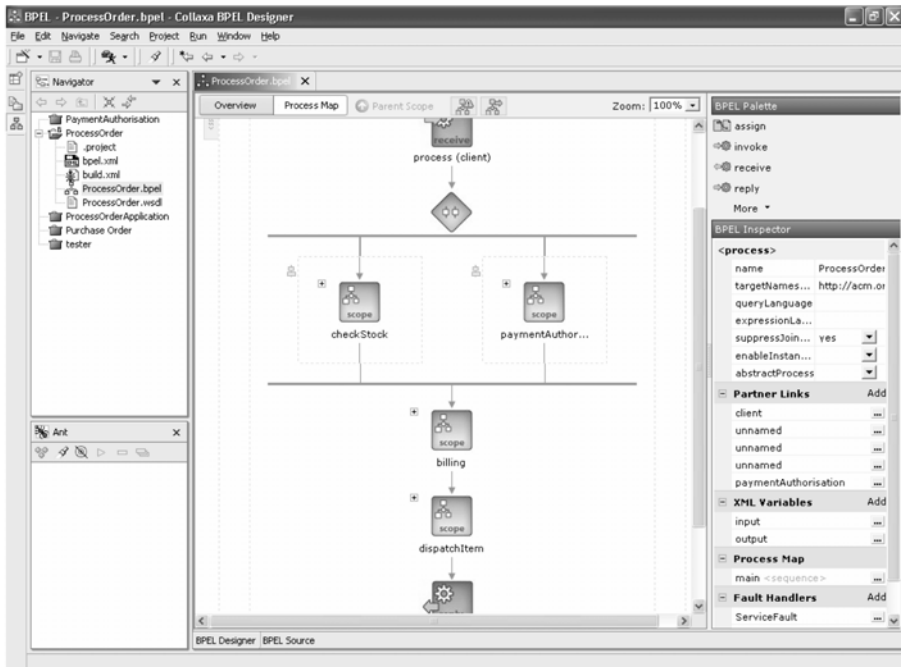 BPEL - ProcessOrder.bpel - Collaxa BPEL Designer
File Edit Navigate Search Project Run Window Help
Navigator
PaymentAuthorisation
ProcessOrder
.project
bpel.xml
build.xml
ProcessOrder.bpel
ProcessOrder.wsdl
ProcessOrderApplication
Purchase Order
tester
Ant
ProcessOrder.bpel
Overview Process Map Parent Scope Zoom: 100%
receive
process (client)
scope
checkStock
scope
paymentAuthor...
scope
billing
scope
dispatchItem
BPEL Designer BPEL Source
BPEL Palette
assign
invoke
receive
reply
More
BPEL Inspector
<process>
name ProcessOrder
targetNames... http://acm.or
queryLanguage
expressionLa...
suppressJoin... yes
enableInstan...
abstractProcess
Partner Links Add
client ...
unnamed ...
unnamed ...
unnamed ...
paymentAuthorisation ...
XML Variables Add
input ...
output ...
Process Map
main <sequence> ...
Fault Handlers Add
ServiceFault ...